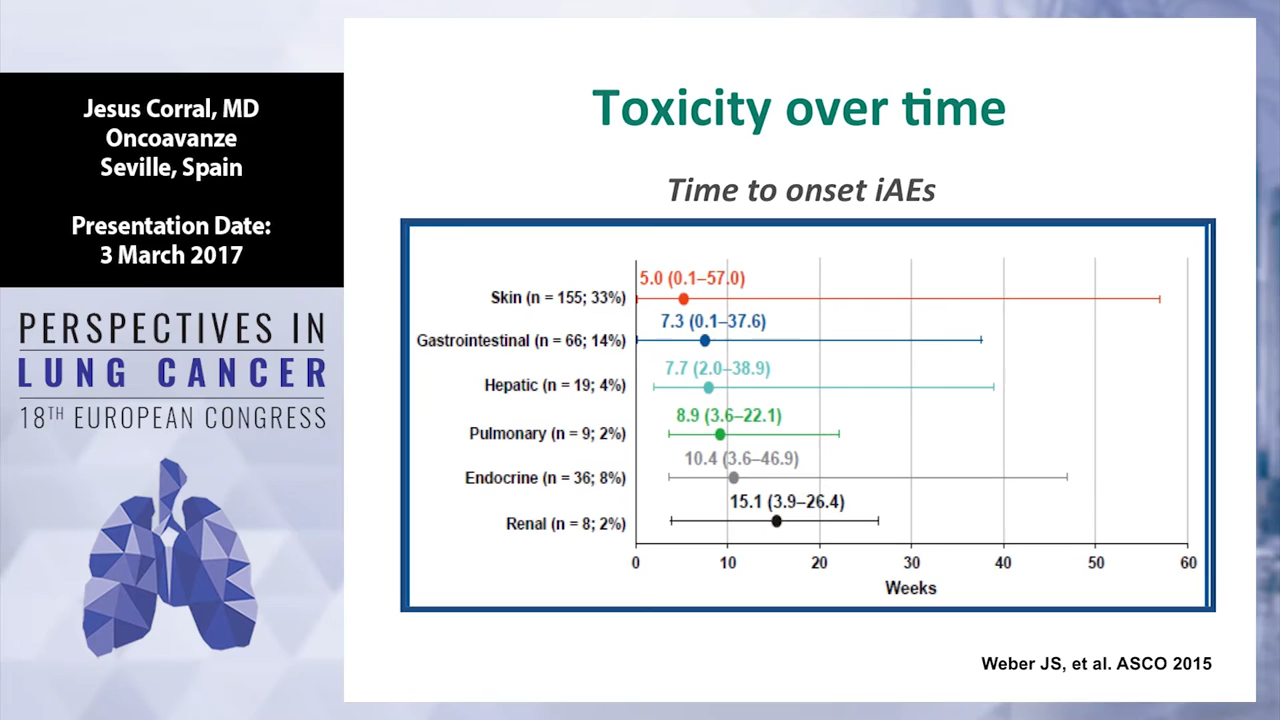 Jesus Corral, MD
Oncoavanze
Seville, Spain
Presentation Date:
3 March 2017
PERSPECTIVES IN
LUNG CANCER
18TH EUROPEAN CONGRESS
Toxicity over time
Time to onset iAEs
5.0 (0.1–57.0)
Skin (n = 155; 33%)
7.3 (0.1–37.6)
Gastrointestinal (n = 66; 14%)
7.7 (2.0–38.9)
Hepatic (n = 19; 4%)
8.9 (3.6–22.1)
Pulmonary (n = 9; 2%)
10.4 (3.6–46.9)
Endocrine (n = 36; 8%)
15.1 (3.9–26.4)
Renal (n = 8; 2%)
0 10 20 30 40 50 60
Weeks
Weber JS, et al. ASCO 2015